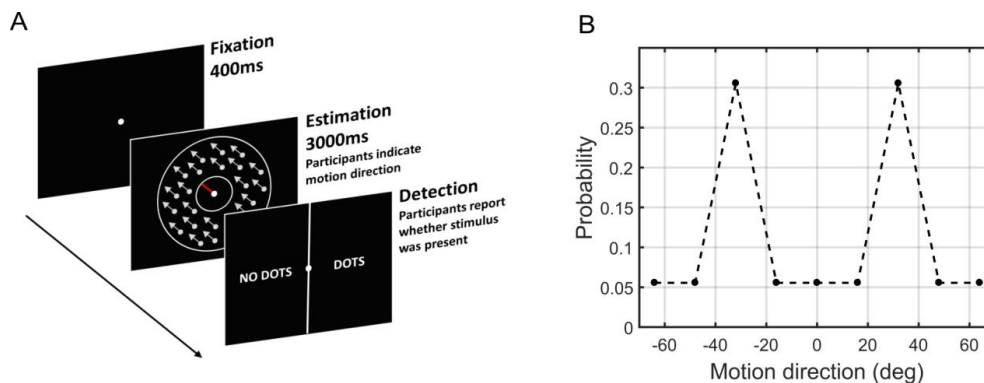 A
Fixation
400ms
Estimation
3000ms
Participants indicate
motion direction
Detection
Participants report
whether stimulus
was present
NO DOTS
DOTS
B
Probability
0.3
0.25
0.2
0.15
0.1
0.05
0
-60
-40
-20
0
20
40
60
Motion direction (deg)